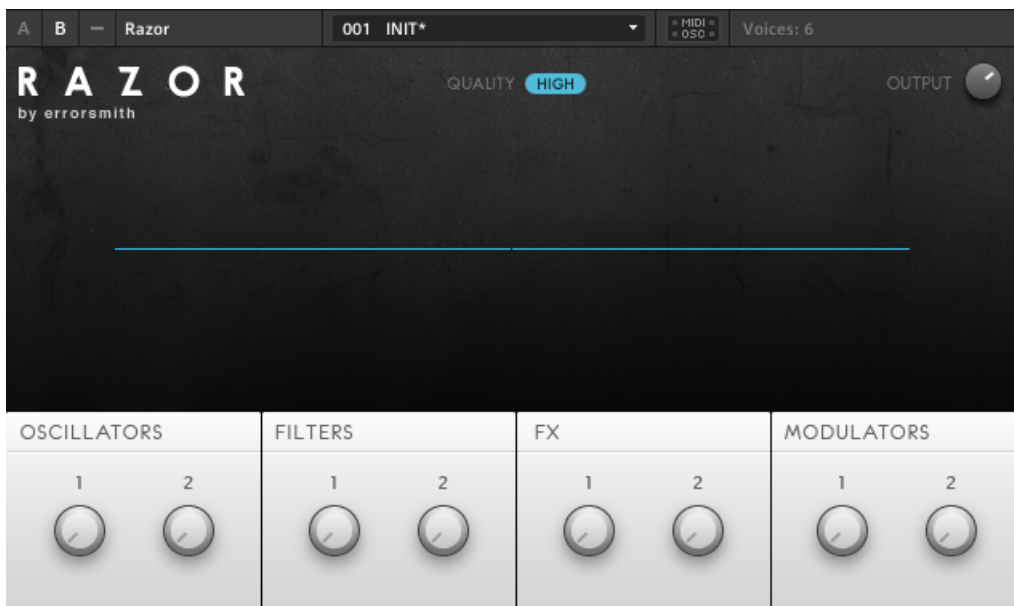 A B – Razor 001 INIT* MIDI OSC Voices: 6
RAZOR QUALITY HIGH OUTPUT
by errorsmith
OSCILLATORS FILTERS FX MODULATORS
1 2 1 2 1 2 1 2